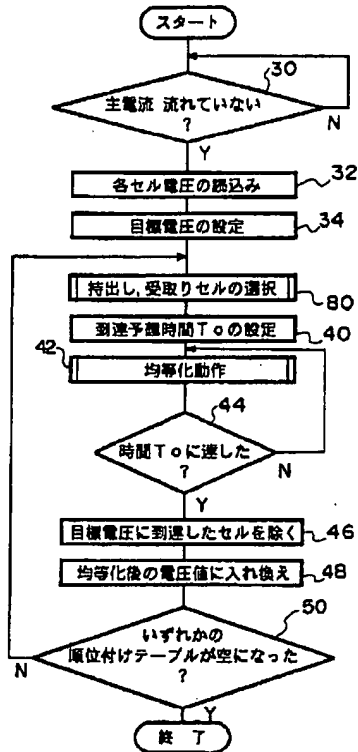 スタート
30
主電流 流れていない
?
N
Y
各セル電圧の読込み
32
目標電圧の設定
34
持出し,受取りセルの選択
80
到達予測時間Toの設定
40
42
均等化動作
44
時間Toに達した
?
N
Y
目標電圧に到達したセルを除く
46
均等化後の電圧値に入れ換え
48
50
いずれかの
順位付けテーブルが空になった
?
N
Y
終 了